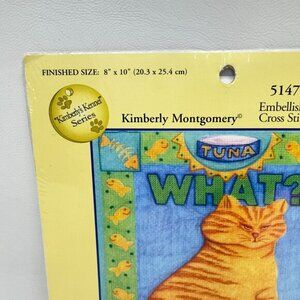 FINISHED SIZE: 8" x 10" (20.3 x 25.4 cm)
5147
"Kimberly's Kennel"
Series
Embellis
Kimberly Montgomery©
Cross Sti
TUNA
WHAT?